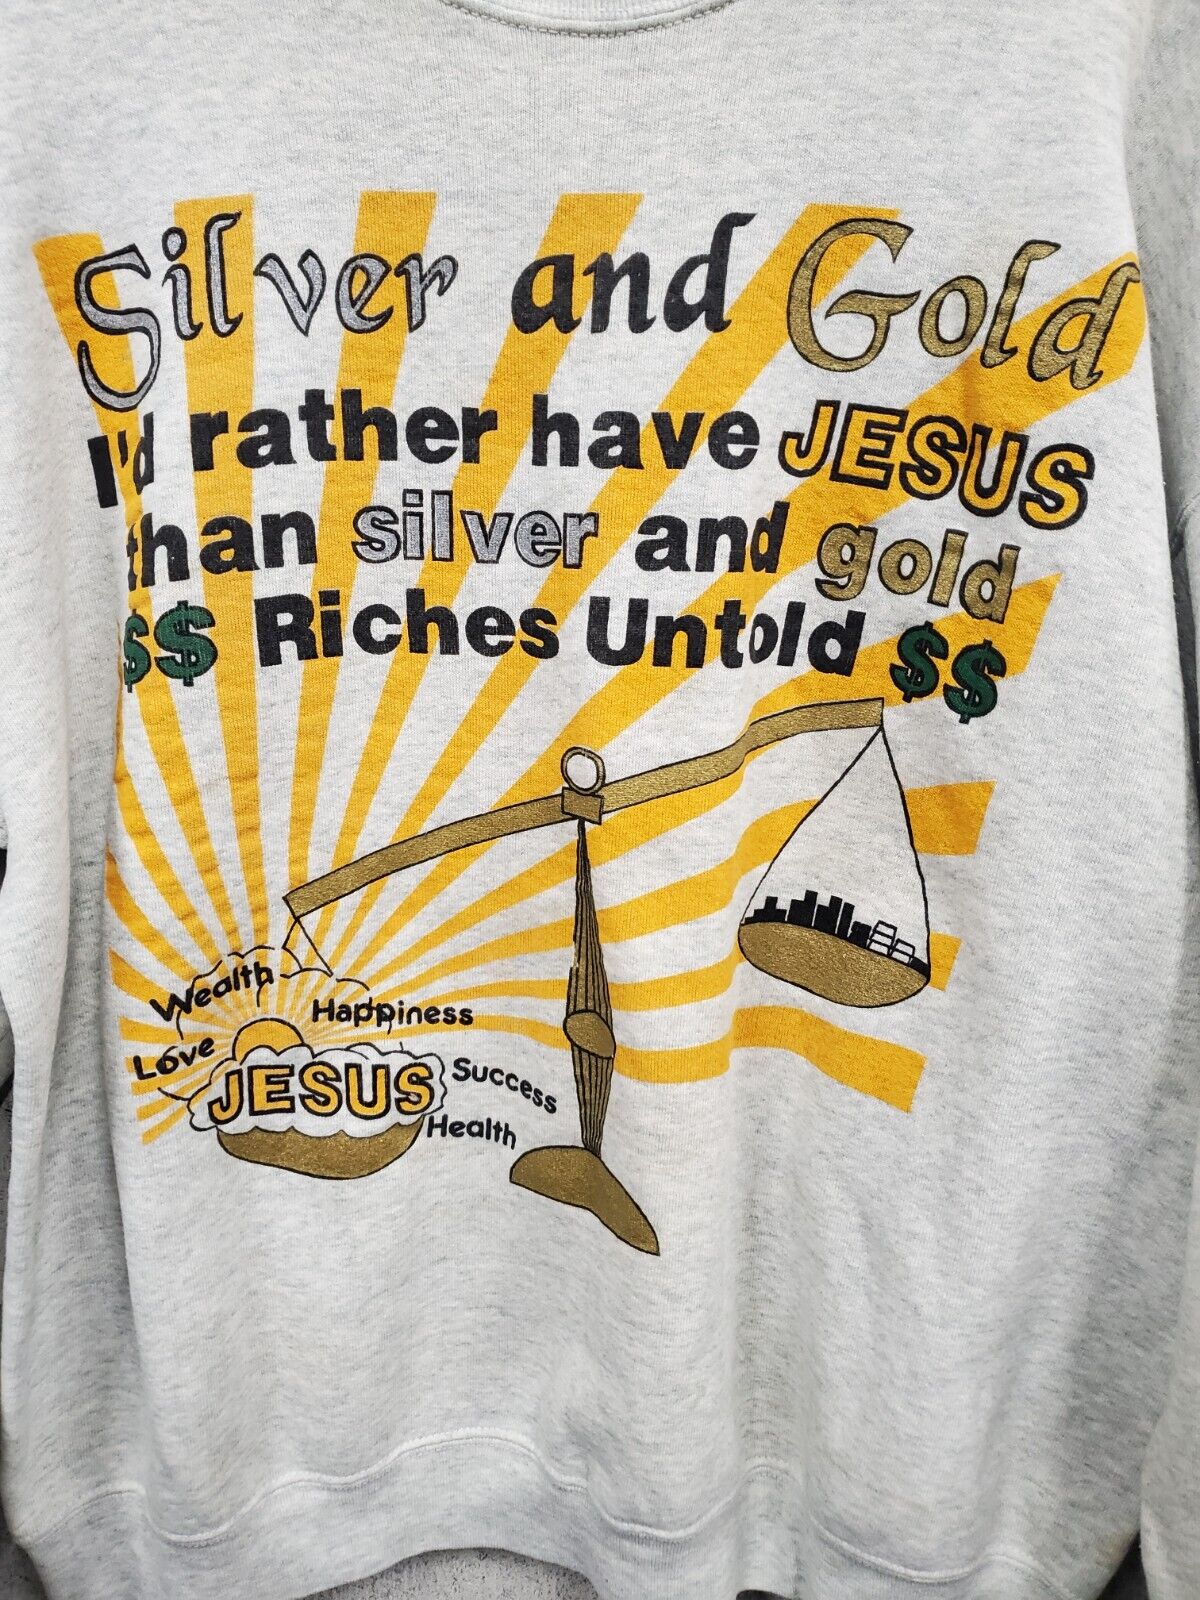 Silver and Gold
I'd rather have JESUS
than silver and gold
$$ Riches Untold $$
Wealth
Happiness
Love
JESUS
Success
Health